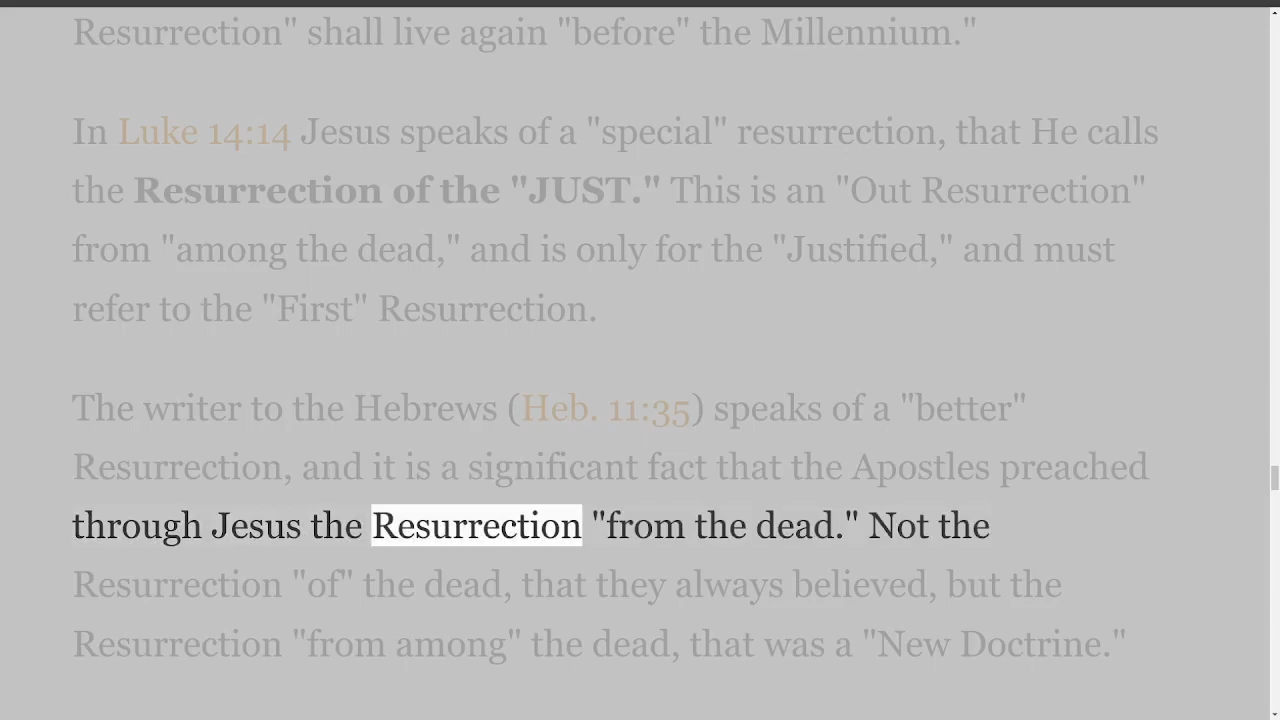 Resurrection" shall live again "before" the Millennium."
In Luke 14:14 Jesus speaks of a "special" resurrection, that He calls
the Resurrection of the "JUST." This is an "Out Resurrection"
from "among the dead," and is only for the "Justified," and must
refer to the "First" Resurrection.
The writer to the Hebrews (Heb. 11:35) speaks of a "better"
Resurrection, and it is a significant fact that the Apostles preached
through Jesus the Resurrection "from the dead." Not the
Resurrection "of" the dead, that they always believed, but the
Resurrection "from among" the dead, that was a "New Doctrine."